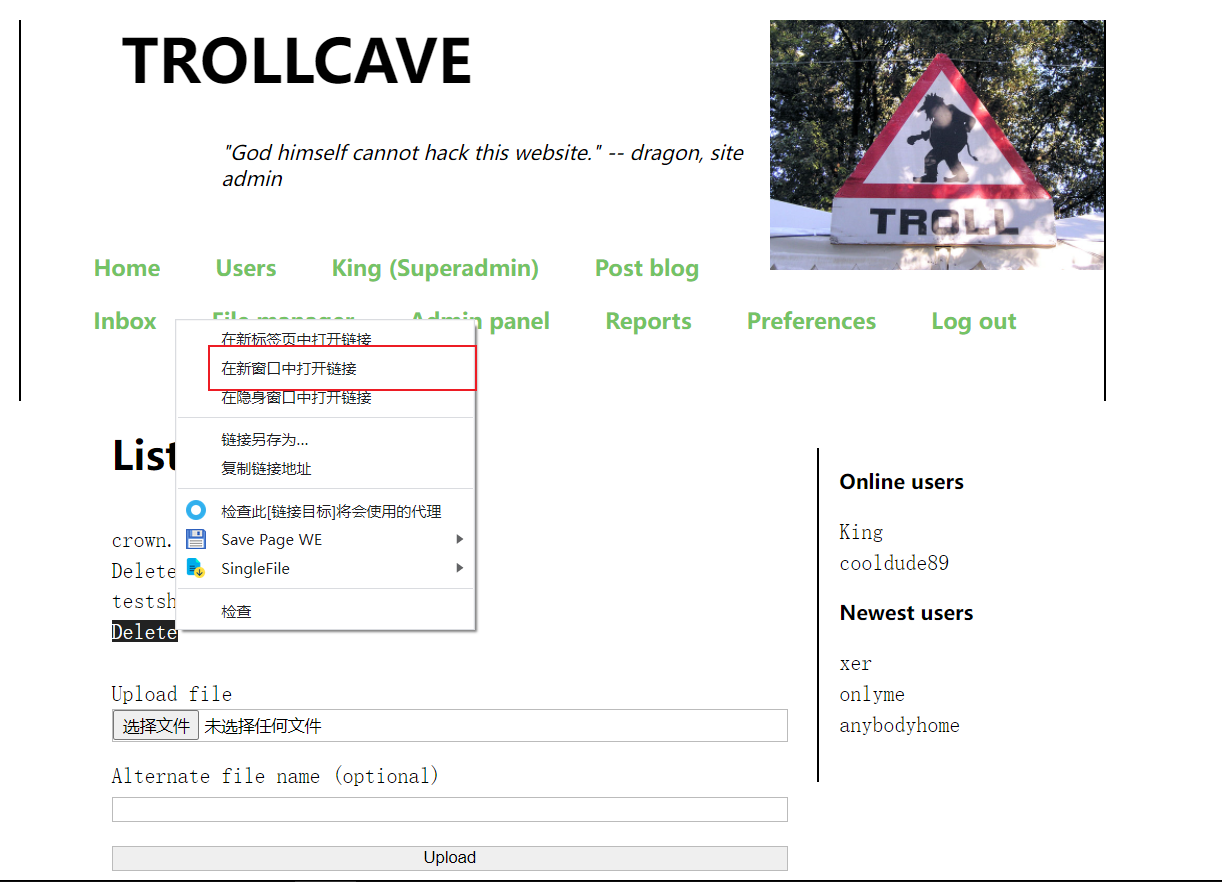 TROLLCAVE
"God himself cannot hack this website." -- dragon, site
admin
TROLL
Home Users King (Superadmin) Post blog
Inbox File manager Admin panel Reports Preferences Log out
在新标签页中打开链接
在新窗口中打开链接
在隐身窗口中打开链接
链接另存为...
复制链接地址
检查此[链接目标]将会使用的代理
Save Page WE
SingleFile
检查
List
crown.
Delete
testsh
Delete
Upload file
选择文件 未选择任何文件
Alternate file name (optional)
Upload
Online users
King
cooldude89
Newest users
xer
onlyme
anybodyhome